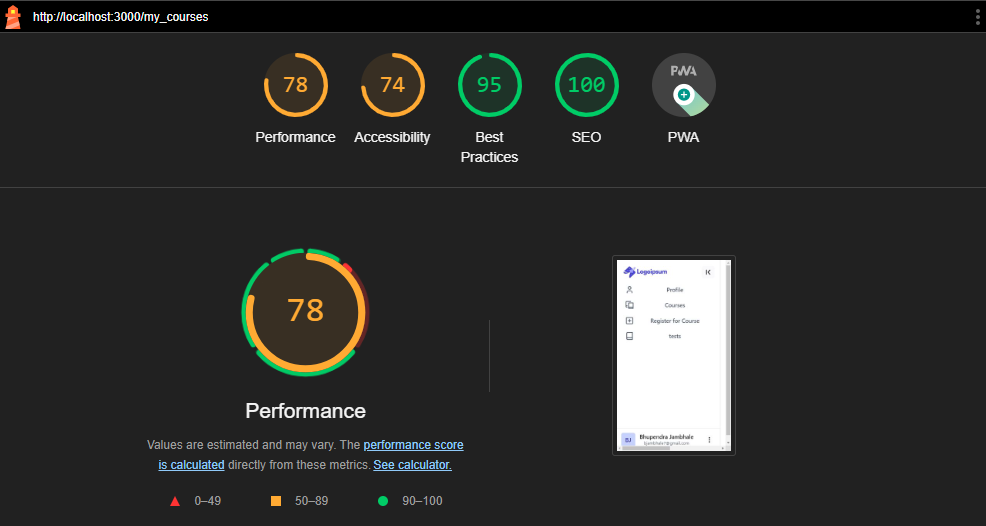 http://localhost:3000/my_courses
78
74
95
100
PWA
Performance
Accessibility
Best
Practices
SEO
PWA
78
Performance
Values are estimated and may vary. The performance score
is calculated directly from these metrics. See calculator.
0–49
50–89
90–100
Logoipsum
Profile
Courses
Register for Course
tests
BJ
Bhupendra Jambhale